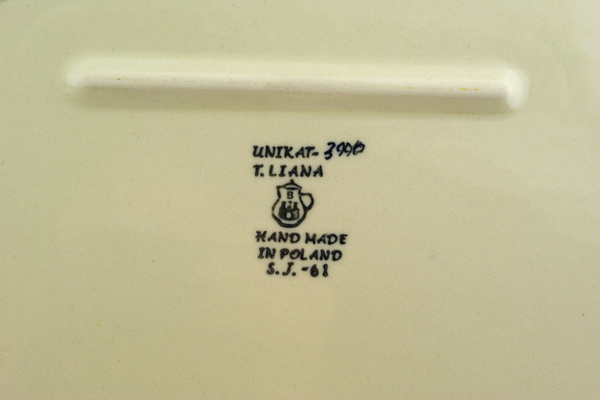 UNIKAT-3990
T. LIANA
B
HAND MADE
IN POLAND
S. J. -61